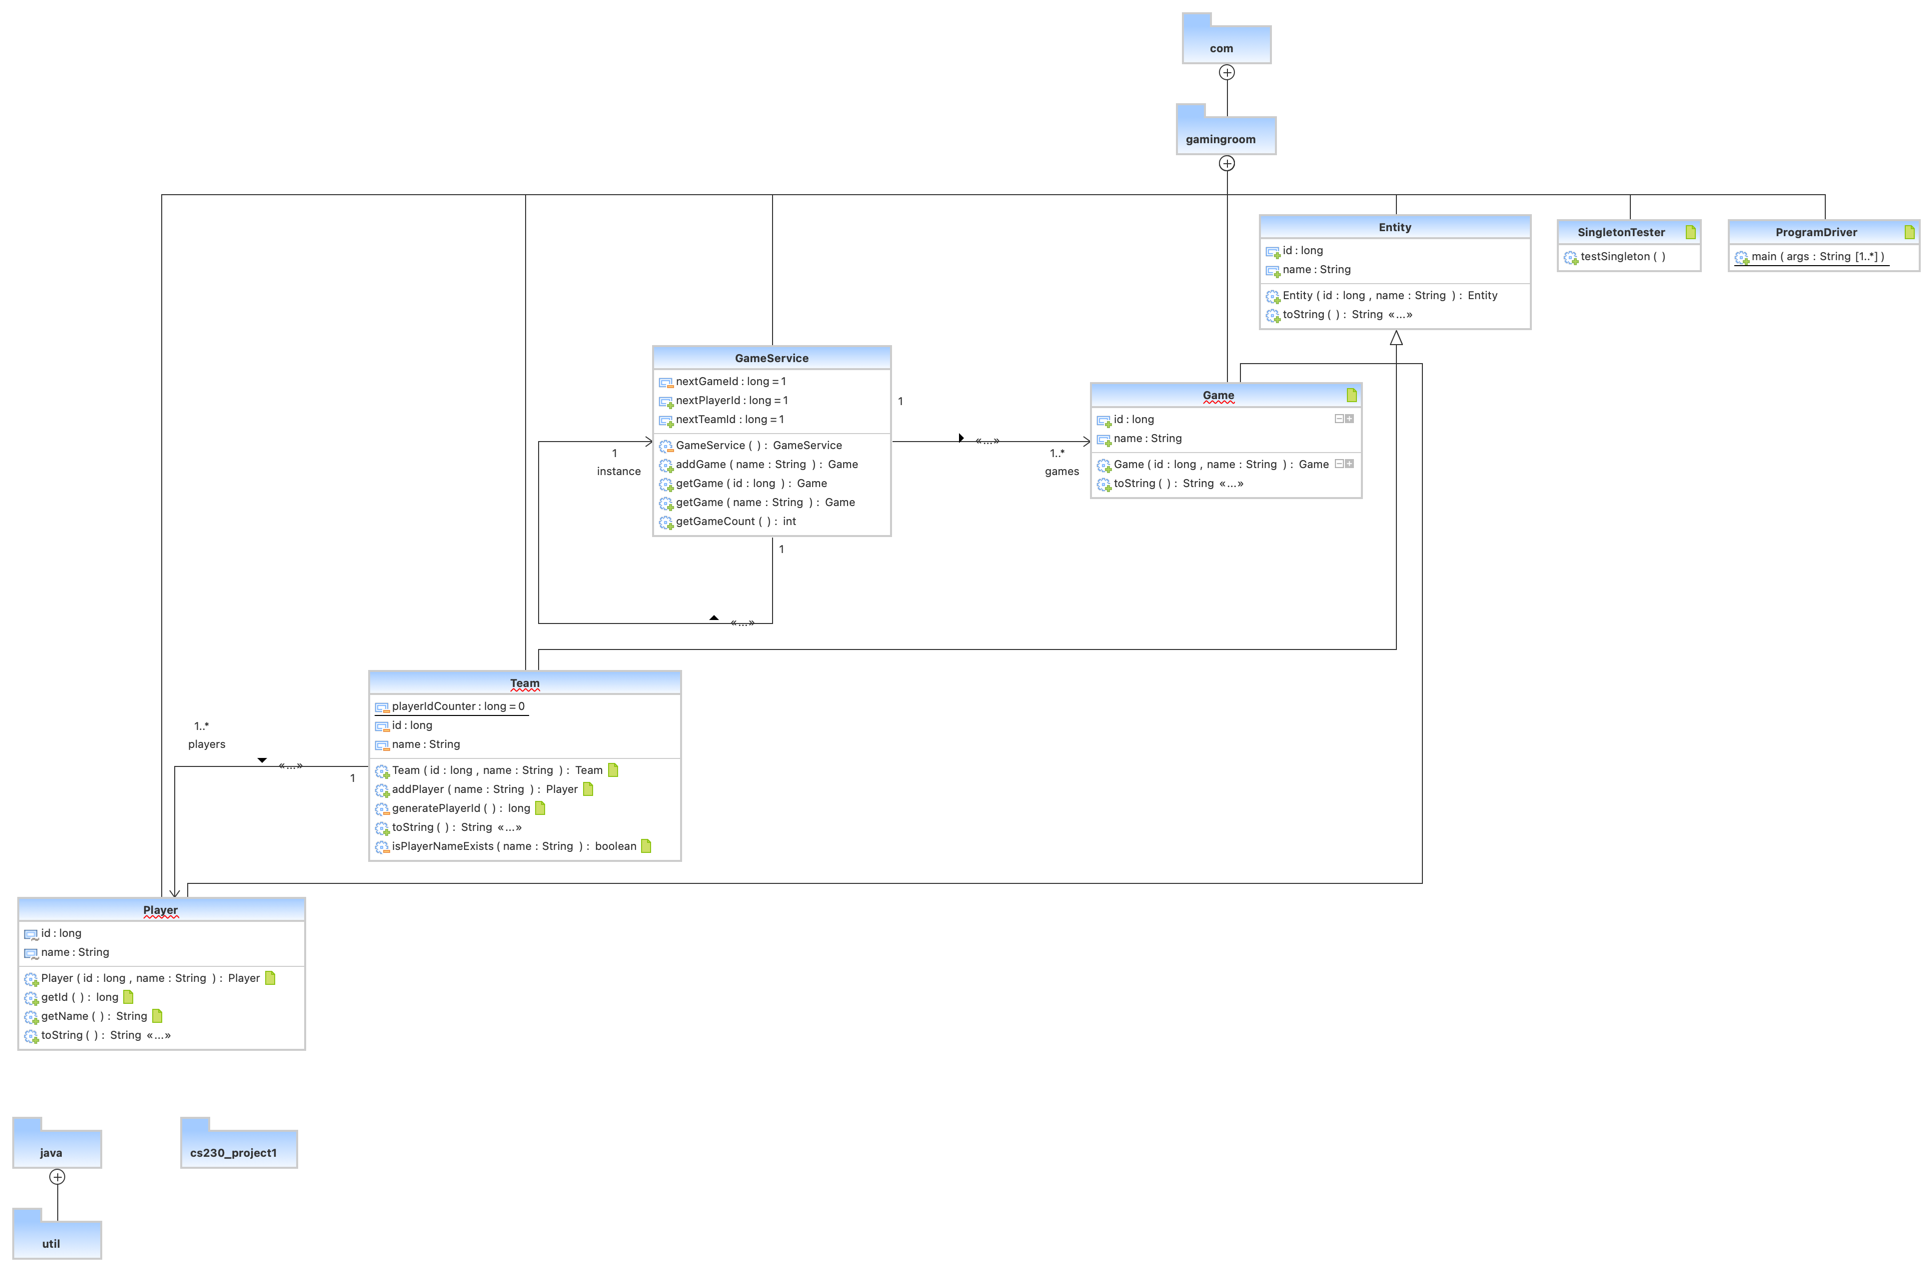 com
gamingroom
Entity
id : long
name : String
Entity ( id : long , name : String ) : Entity
toString ( ) : String «...»
SingletonTester
testSingleton ( )
ProgramDriver
main ( args : String [1..*] )
GameService
nextGameId : long = 1
nextPlayerId : long = 1
nextTeamId : long = 1
GameService ( ) : GameService
addGame ( name : String ) : Game
getGame ( id : long ) : Game
getGame ( name : String ) : Game
getGameCount ( ) : int
1
«...»
1..*
games
1
instance
1
«...»
Game
id : long
name : String
Game ( id : long , name : String ) : Game
toString ( ) : String «...»
Team
playerIdCounter : long = 0
id : long
name : String
Team ( id : long , name : String ) : Team
addPlayer ( name : String ) : Player
generatePlayerId ( ) : long
toString ( ) : String «...»
isPlayerNameExists ( name : String ) : boolean
1..*
players
«...»
1
Player
id : long
name : String
Player ( id : long , name : String ) : Player
getId ( ) : long
getName ( ) : String
toString ( ) : String «...»
java
cs230_project1
util